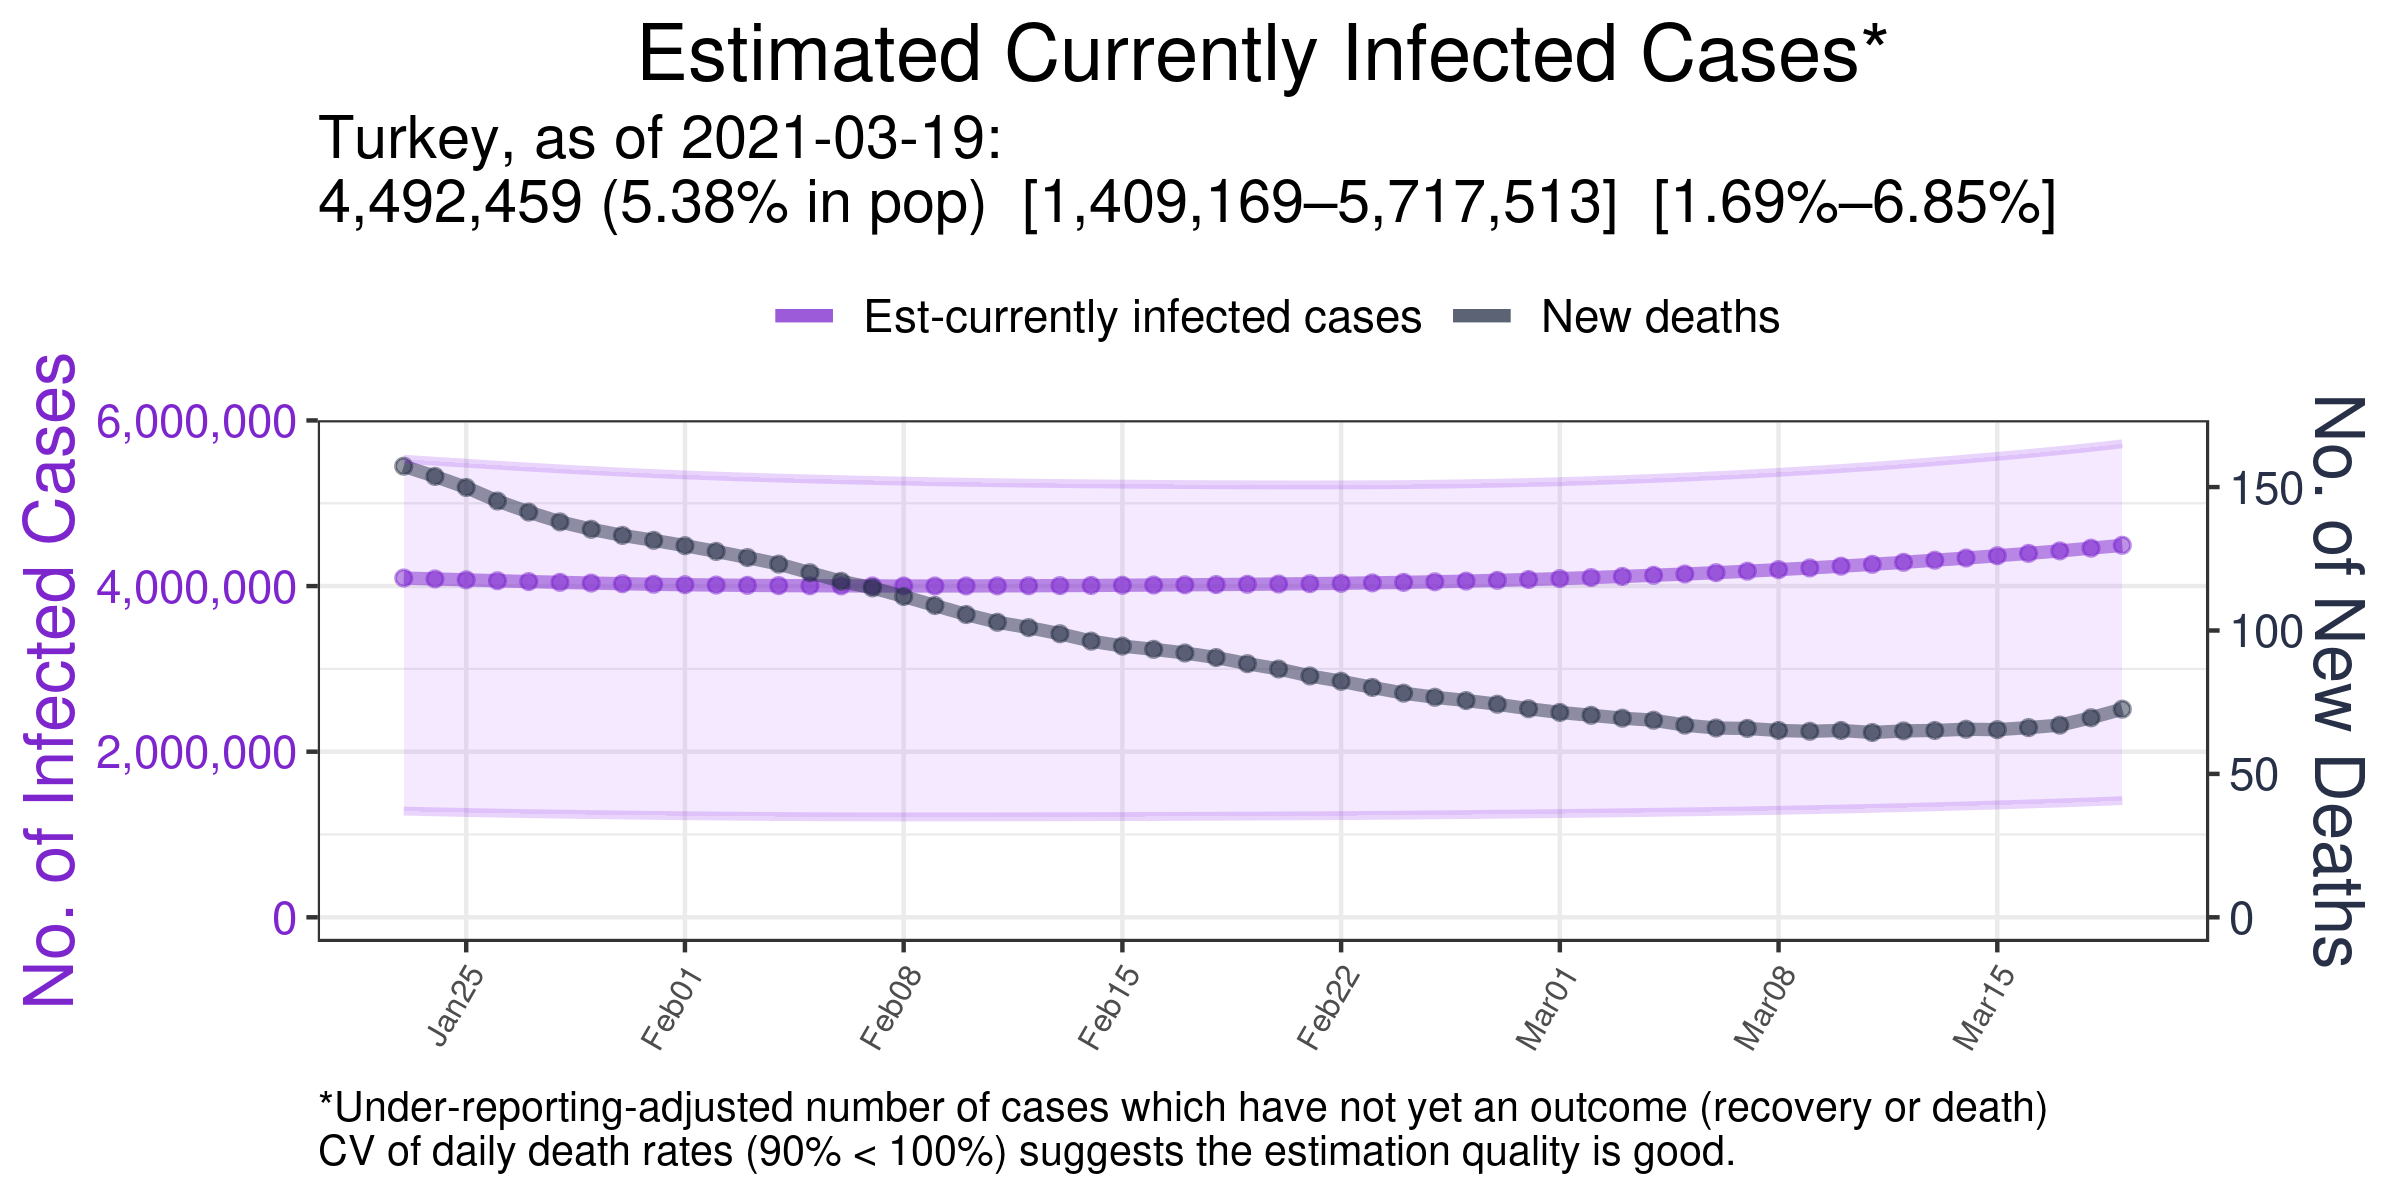 Estimated Currently Infected Cases*
Turkey, as of 2021-03-19:
4,492,459 (5.38% in pop)  [1,409,169–5,717,513]  [1.69%–6.85%]
Est-currently infected cases
New deaths
No. of Infected Cases
6,000,000
4,000,000
2,000,000
0
No. of New Deaths
150
100
50
0
Jan25
Feb01
Feb08
Feb15
Feb22
Mar01
Mar08
Mar15
*Under-reporting-adjusted number of cases which have not yet an outcome (recovery or death)
CV of daily death rates (90% < 100%) suggests the estimation quality is good.